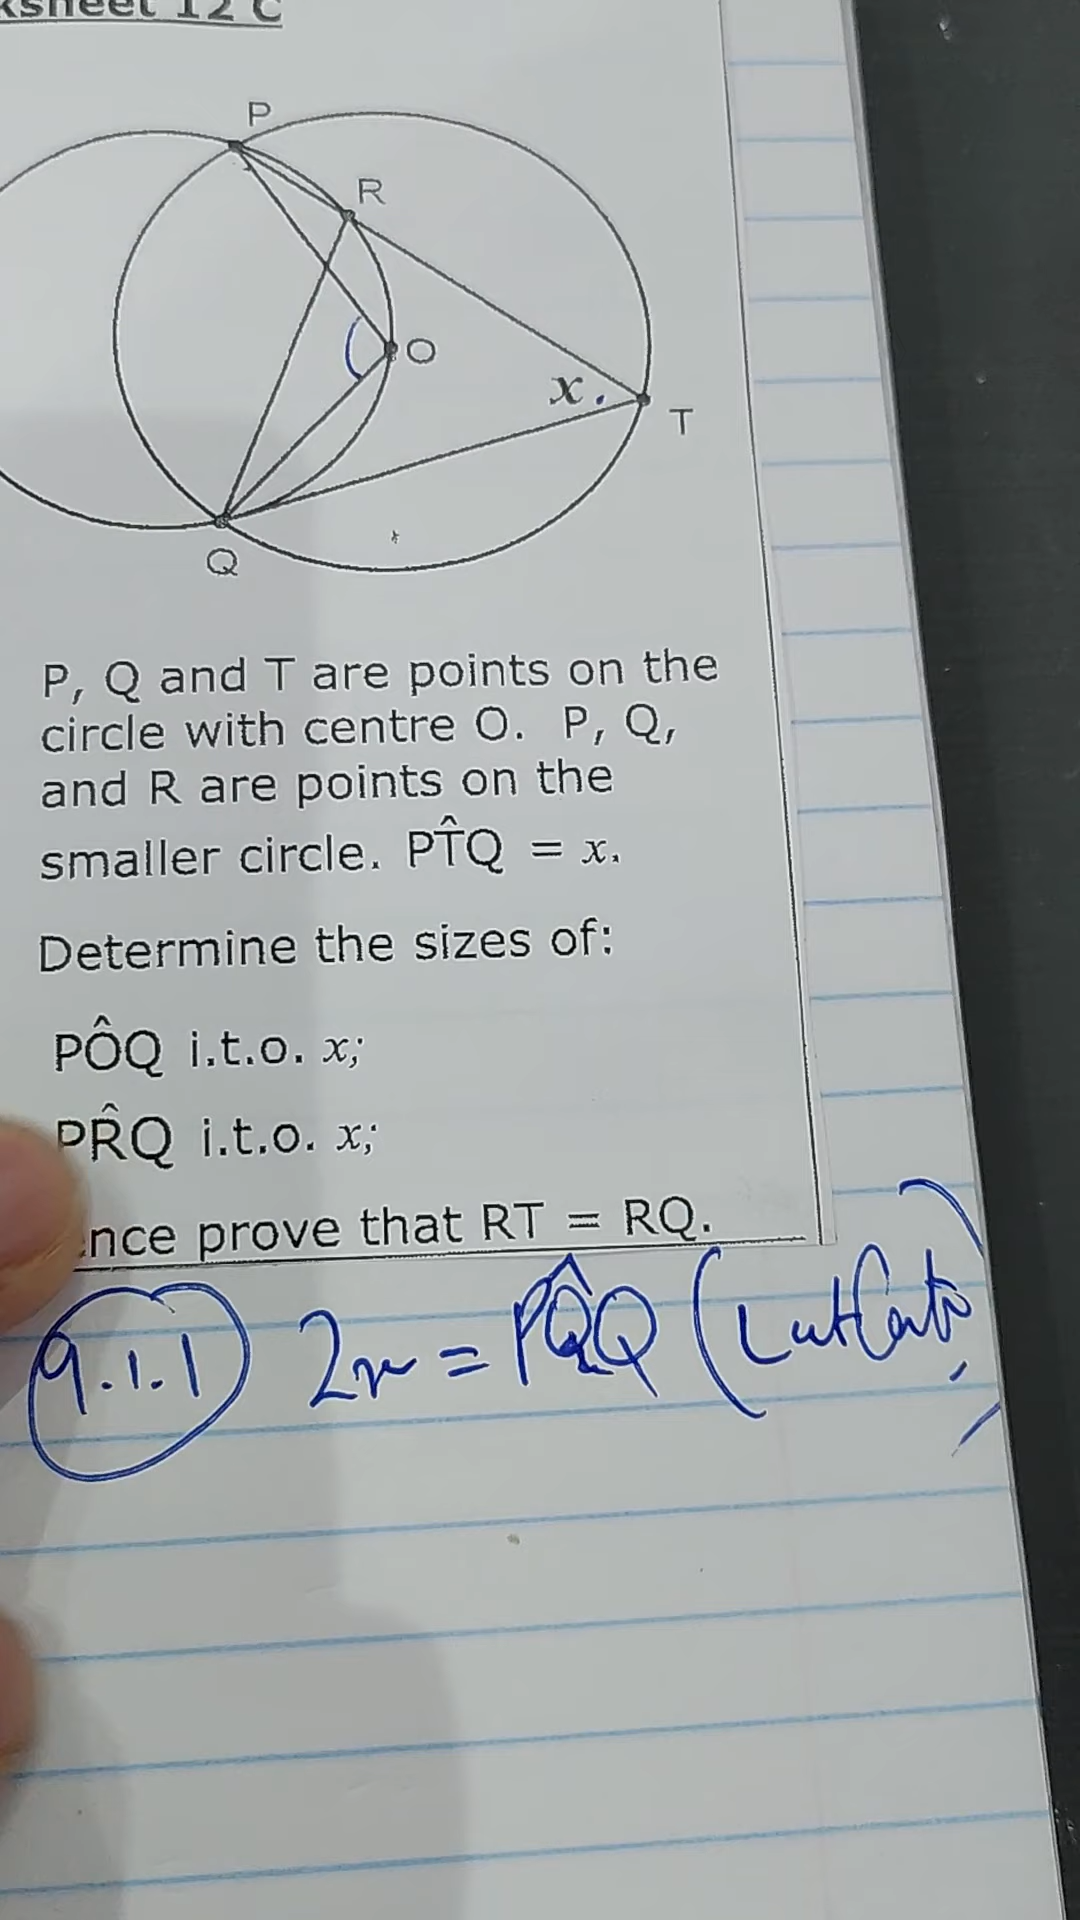 12 C
P
R
O
x.
T
Q
P, Q and T are points on the
circle with centre O. P, Q,
and R are points on the
smaller circle. PT̂Q = x.
Determine the sizes of:
PÔQ i.t.o. x;
PR̂Q i.t.o. x;
prove that RT = RQ.
9.1.1 2x = PÔQ (